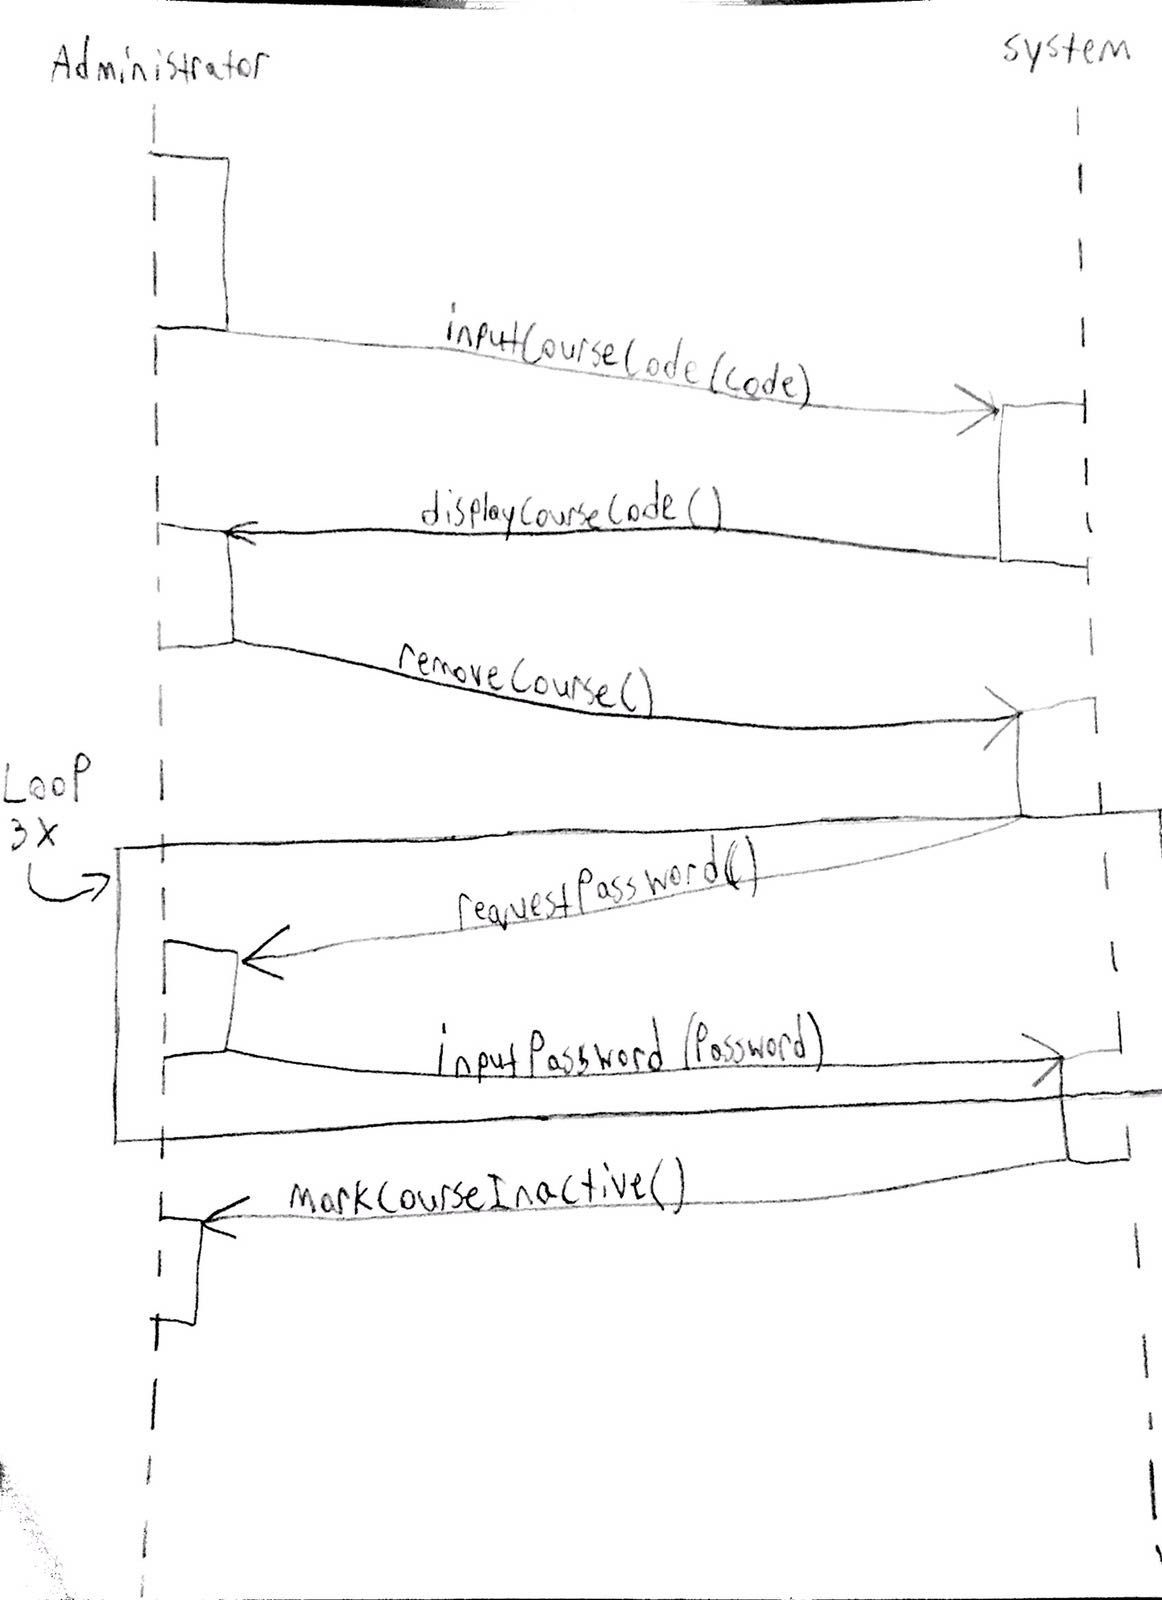 Administrator
system
inputCourseCode(code)
displayCourseCode()
removeCourse()
LOOP
3X
requestPassword()
inputPassword(Password)
markCourseInactive()